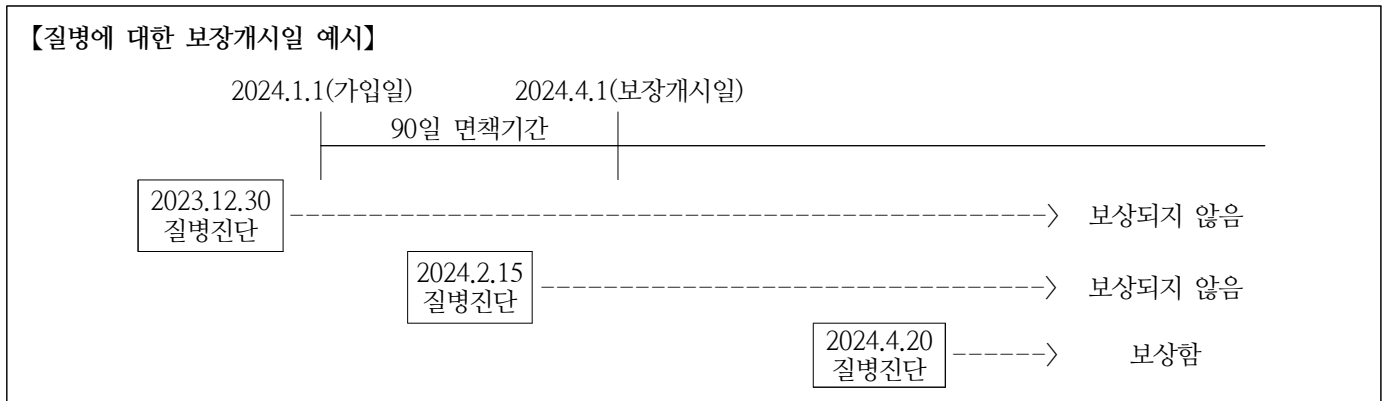 【질병에 대한 보장개시일 예시】
2024.1.1(가입일) 2024.4.1(보장개시일)
90일 면책기간
2023.12.30
질병진단
보상되지 않음
2024.2.15
질병진단
보상되지 않음
2024.4.20
질병진단
보상함